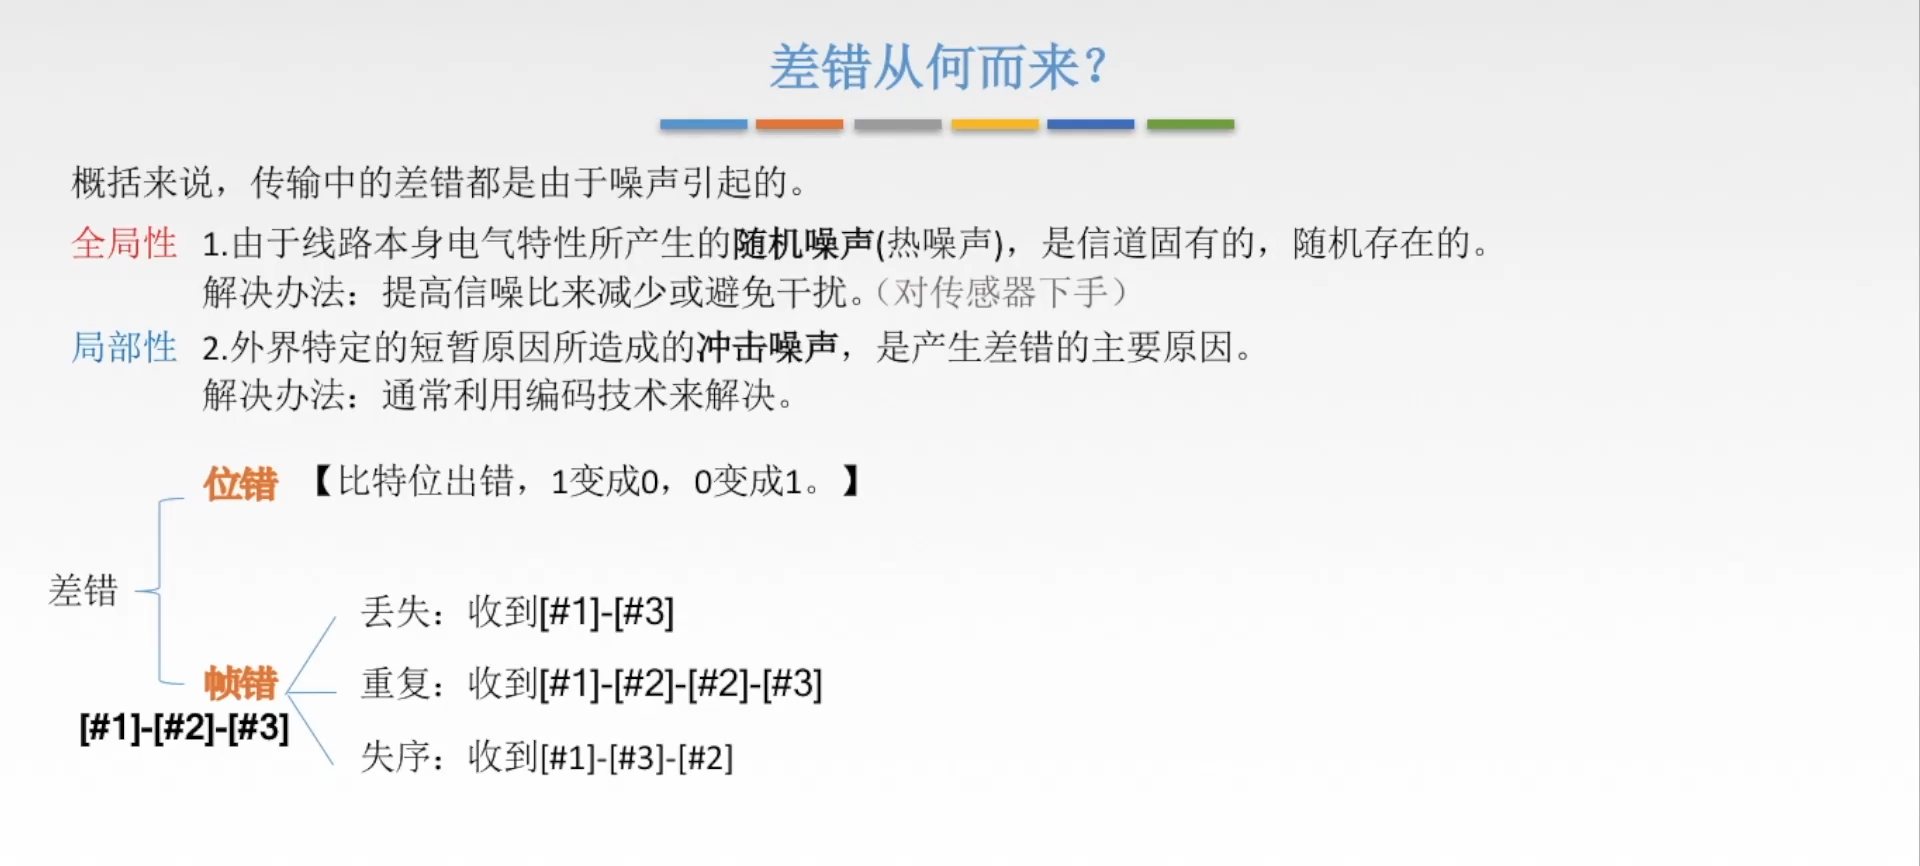 差错从何而来？
概括来说，传输中的差错都是由于噪声引起的。
全局性 1.由于线路本身电气特性所产生的随机噪声(热噪声)，是信道固有的，随机存在的。
解决办法：提高信噪比来减少或避免干扰。（对传感器下手）
局部性 2.外界特定的短暂原因所造成的冲击噪声，是产生差错的主要原因。
解决办法：通常利用编码技术来解决。
位错 【比特位出错，1变成0，0变成1。】
差错
丢失：收到[#1]-[#3]
帧错 重复：收到[#1]-[#2]-[#2]-[#3]
[#1]-[#2]-[#3]
失序：收到[#1]-[#3]-[#2]